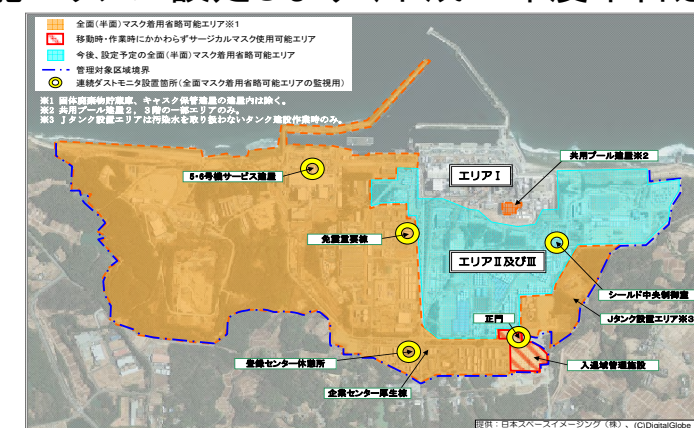 全面（半面）マスク着用省略可能エリア※1
移動時・作業時にかかわらずサージカルマスク使用可能エリア
今後、設定予定の全面（半面）マスク着用省略可能エリア
管理対象区域境界
連続ダストモニタ設置箇所（全面マスク着用省略可能エリアの監視用）
※1 固体廃棄物貯蔵庫、キャスク保管建屋の建屋内は除く。
※2 共用プール建屋2，3階の一部エリアのみ。
※3 Jタンク設置エリアは汚染水を取り扱わないタンク建設作業時のみ。
共用プール建屋※2
エリアⅠ
5・6号機サービス建屋
免震重要棟
エリアⅡ及びⅢ
シールド中央制御室
Jタンク設置エリア※3
正門
登録センター休憩所
入退域管理施設
企業センター厚生棟
提供：日本スペースイメージング（株）、(C)DigitalGlobe